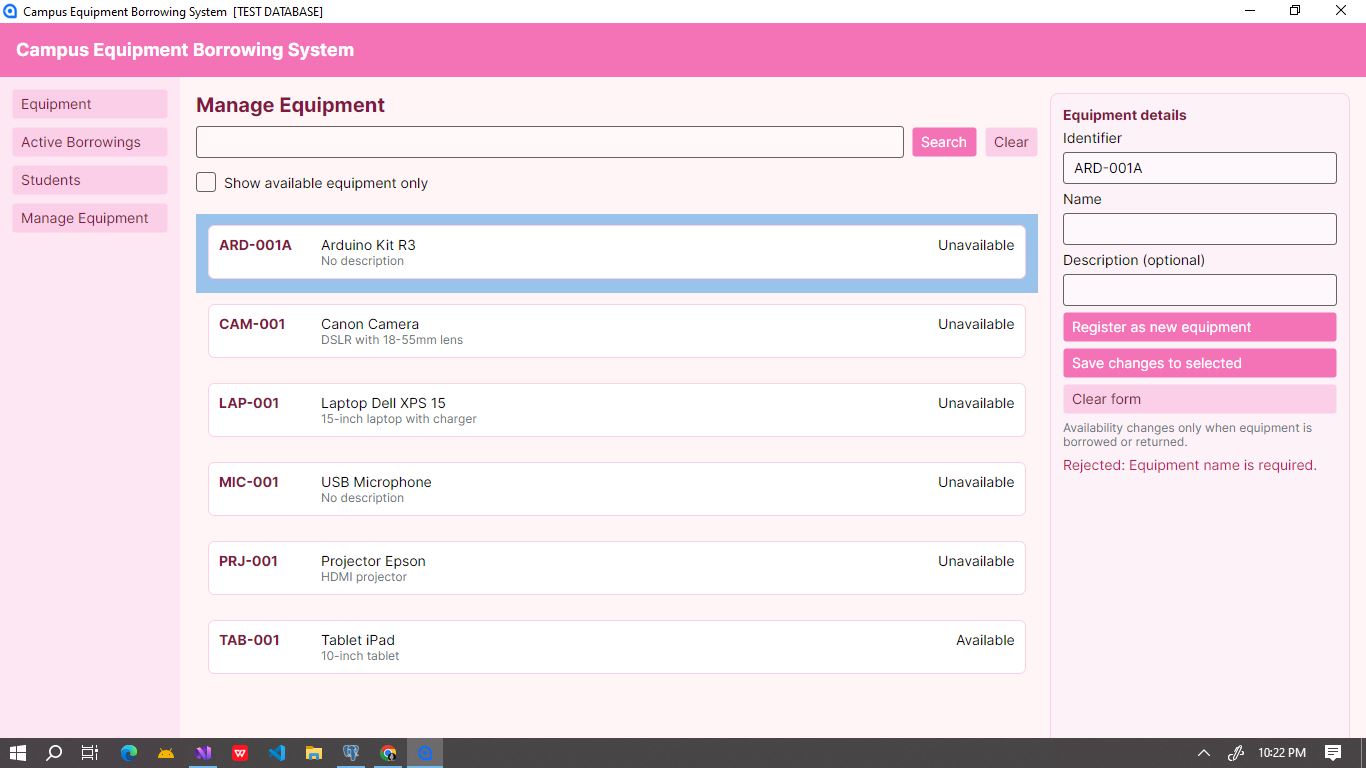 Campus Equipment Borrowing System [TEST DATABASE]
Campus Equipment Borrowing System
Equipment
Active Borrowings
Students
Manage Equipment
Manage Equipment
Search
Clear
Show available equipment only
ARD-001A Arduino Kit R3 Unavailable
No description
CAM-001 Canon Camera Unavailable
DSLR with 18-55mm lens
LAP-001 Laptop Dell XPS 15 Unavailable
15-inch laptop with charger
MIC-001 USB Microphone Unavailable
No description
PRJ-001 Projector Epson Unavailable
HDMI projector
TAB-001 Tablet iPad Available
10-inch tablet
Equipment details
Identifier
ARD-001A
Name
Description (optional)
Register as new equipment
Save changes to selected
Clear form
Availability changes only when equipment is
borrowed or returned.
Rejected: Equipment name is required.
10:22 PM